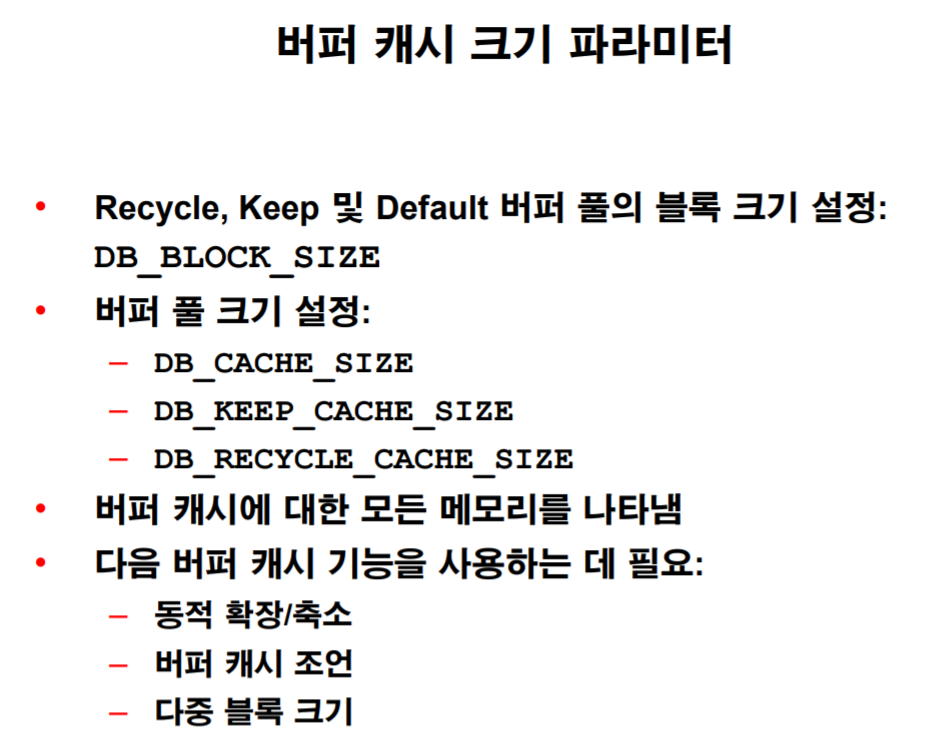 버퍼 캐시 크기 파라미터
• Recycle, Keep 및 Default 버퍼 풀의 블록 크기 설정:
DB_BLOCK_SIZE
• 버퍼 풀 크기 설정:
– DB_CACHE_SIZE
– DB_KEEP_CACHE_SIZE
– DB_RECYCLE_CACHE_SIZE
• 버퍼 캐시에 대한 모든 메모리를 나타냄
• 다음 버퍼 캐시 기능을 사용하는 데 필요:
– 동적 확장/축소
– 버퍼 캐시 조언
– 다중 블록 크기